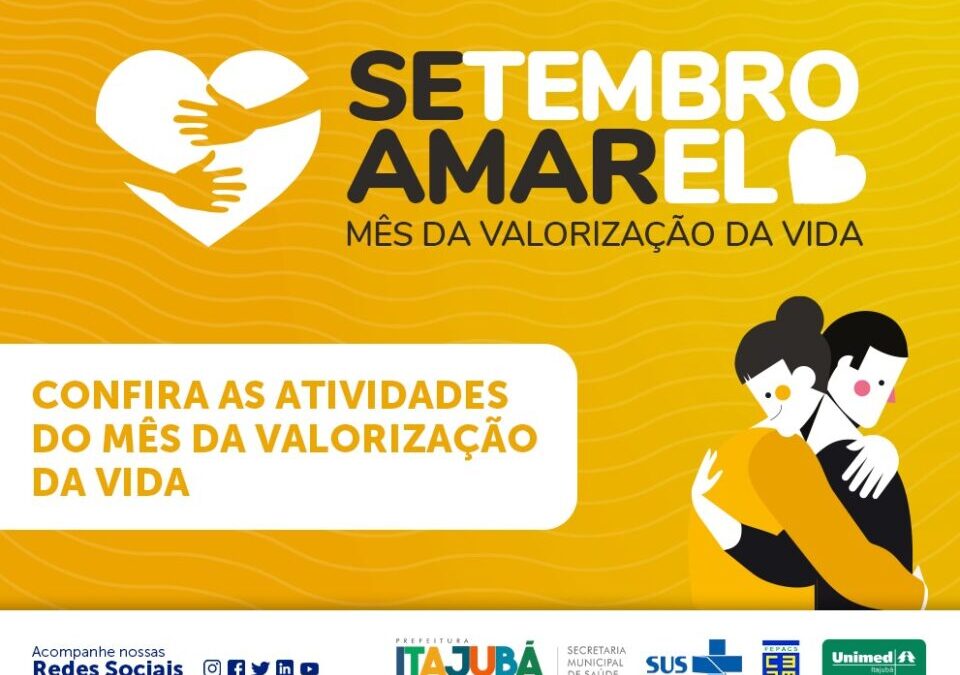 SETEMBRO
AMAREL
MÊS DA VALORIZAÇÃO DA VIDA
CONFIRA AS ATIVIDADES
DO MÊS DA VALORIZAÇÃO
DA VIDA
Acompanhe nossas
Redes Sociais
PREFEITURA
ITAJUBÁ
SECRETARIA
MUNICIPAL
DE SAÚDE
SUS
FEPACS
Unimed
Itajubá